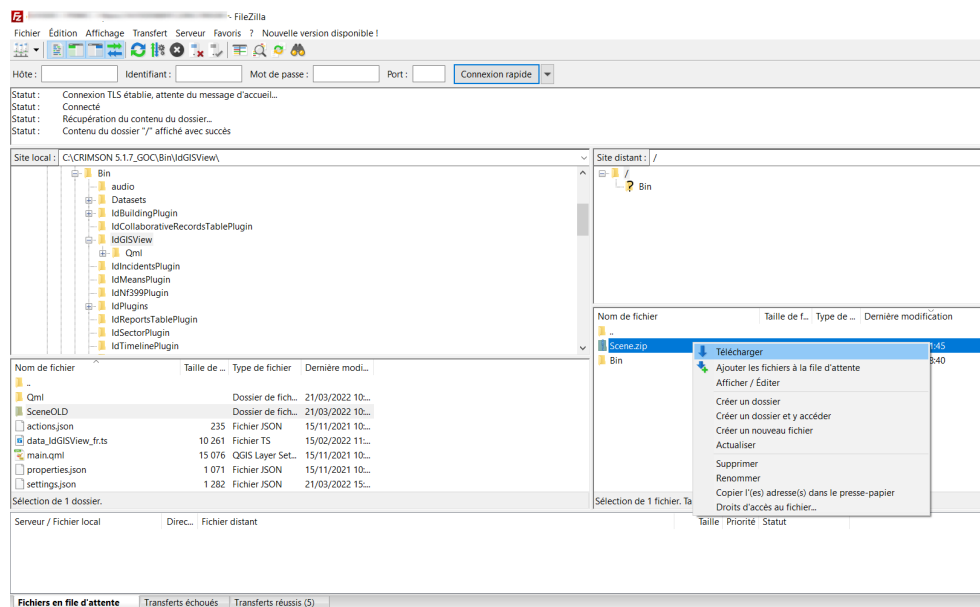 - FileZilla
Fichier Édition Affichage Transfert Serveur Favoris ? Nouvelle version disponible !
Hôte : Identifiant : Mot de passe : Port : Connexion rapide
Statut : Connexion TLS établie, attente du message d'accueil...
Statut : Connecté
Statut : Récupération du contenu du dossier...
Statut : Contenu du dossier "/" affiché avec succès
Site local : C:\CRIMSON 5.1.7_GOC\Bin\IdGISView\
Bin
audio
Datasets
IdBuildingPlugin
IdCollaborativeRecordsTablePlugin
IdGISView
Qml
IdIncidentsPlugin
IdMeansPlugin
IdNf399Plugin
IdPlugins
IdReportsTablePlugin
IdSectorPlugin
IdTimelinePlugin
Nom de fichier Taille de ... Type de fichier Dernière modi...
..
Qml Dossier de fich... 21/03/2022 10:...
SceneOLD Dossier de fich... 21/03/2022 10:...
actions.json 235 Fichier JSON 15/11/2021 10:...
data_IdGISView_fr.ts 10 261 Fichier TS 15/02/2022 11:...
main.qml 15 076 QGIS Layer Set... 15/11/2021 10:...
properties.json 1 071 Fichier JSON 15/11/2021 10:...
settings.json 1 282 Fichier JSON 21/03/2022 15:...
Sélection de 1 dossier.
Site distant : /
/
? Bin
Nom de fichier Taille de f... Type de ... Dernière modification
..
Scene.zip :45
Bin :40
Télécharger
Ajouter les fichiers à la file d'attente
Afficher / Éditer
Créer un dossier
Créer un dossier et y accéder
Créer un nouveau fichier
Actualiser
Supprimer
Renommer
Copier l'(es) adresse(s) dans le presse-papier
Droits d'accès au fichier...
Sélection de 1 fichier. Ta
Serveur / Fichier local Direc... Fichier distant Taille Priorité Statut
Fichiers en file d'attente Transferts échoués Transferts réussis (5)